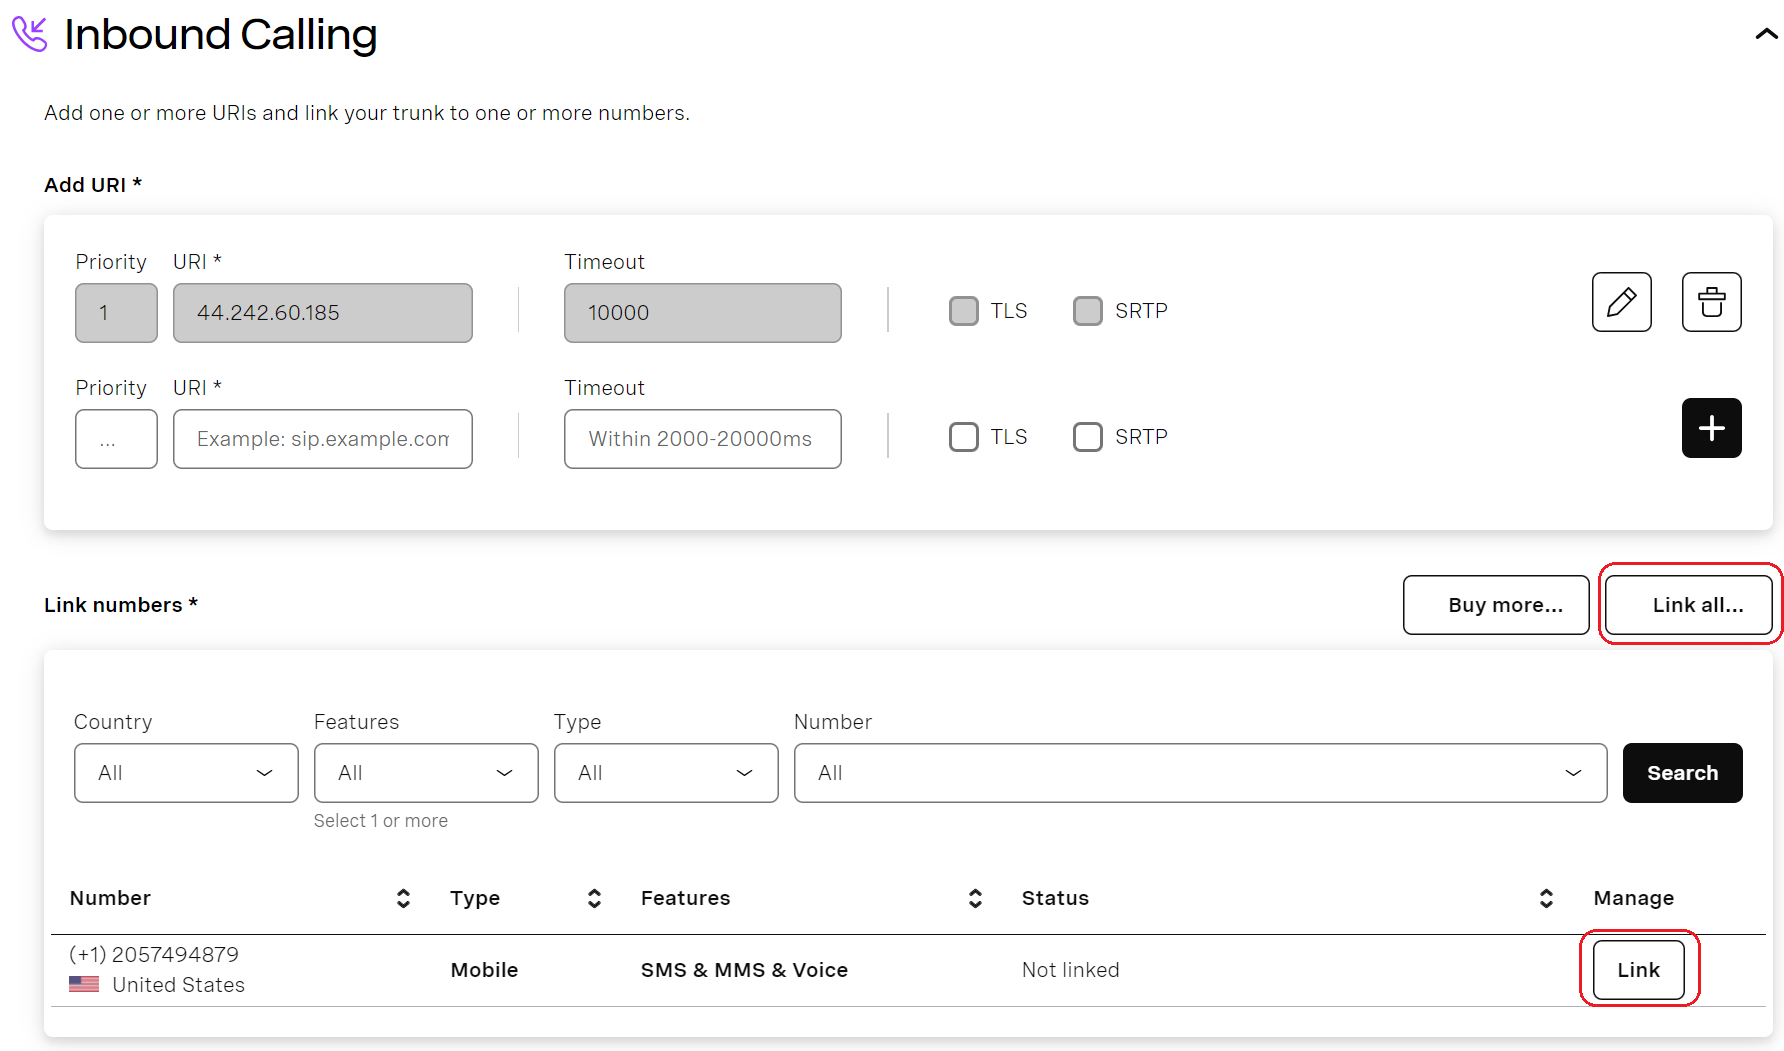 Inbound Calling
Add one or more URIs and link your trunk to one or more numbers.
Add URI *
Priority URI * Timeout
1 44.242.60.185 10000 TLS SRTP
Priority URI * Timeout
... Example: sip.example.com Within 2000-20000ms TLS SRTP
Link numbers * Buy more... Link all...
Country Features Type Number
All All All All Search
Select 1 or more
Number Type Features Status Manage
(+1) 2057494879
United States Mobile SMS & MMS & Voice Not linked Link